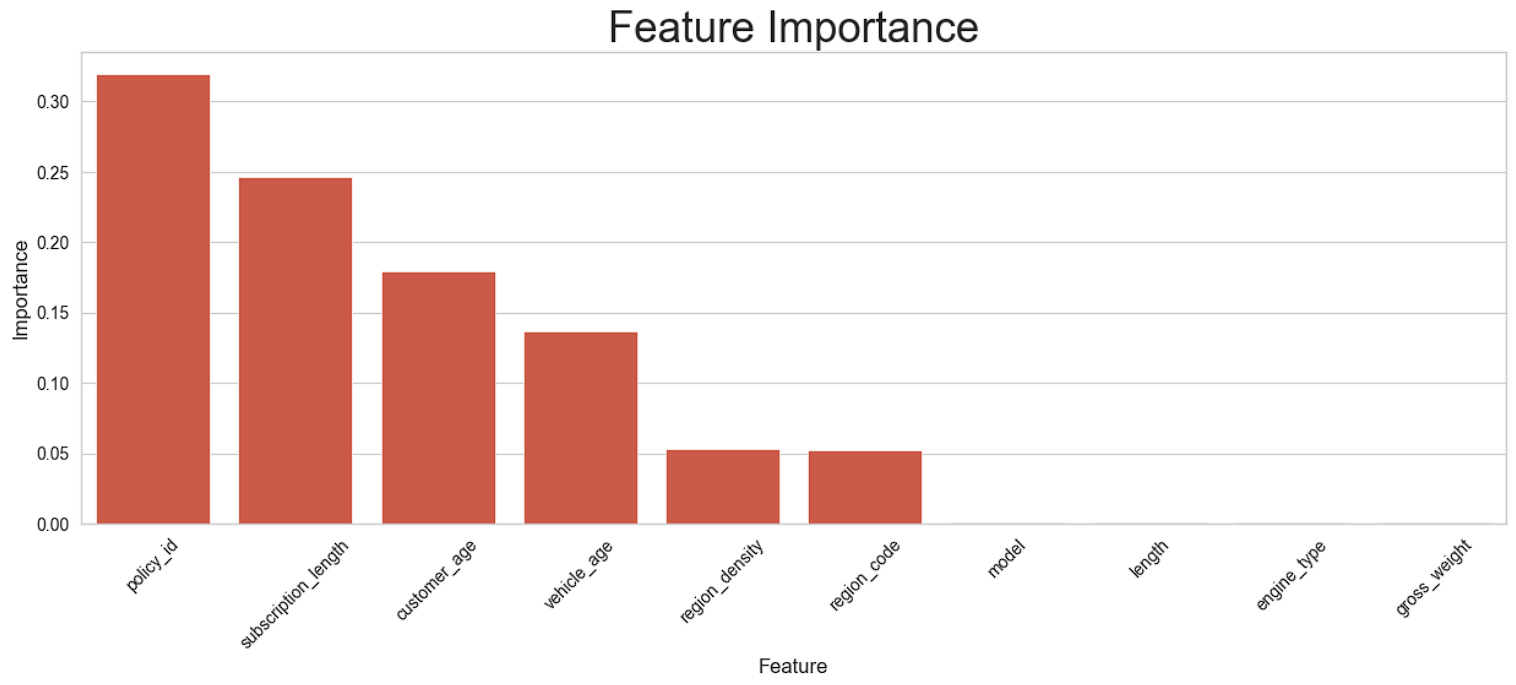 Feature Importance
0.30
0.25
0.20
0.15
0.10
0.05
0.00
Importance
policy_id
subscription_length
customer_age
vehicle_age
region_density
region_code
model
length
engine_type
gross_weight
Feature